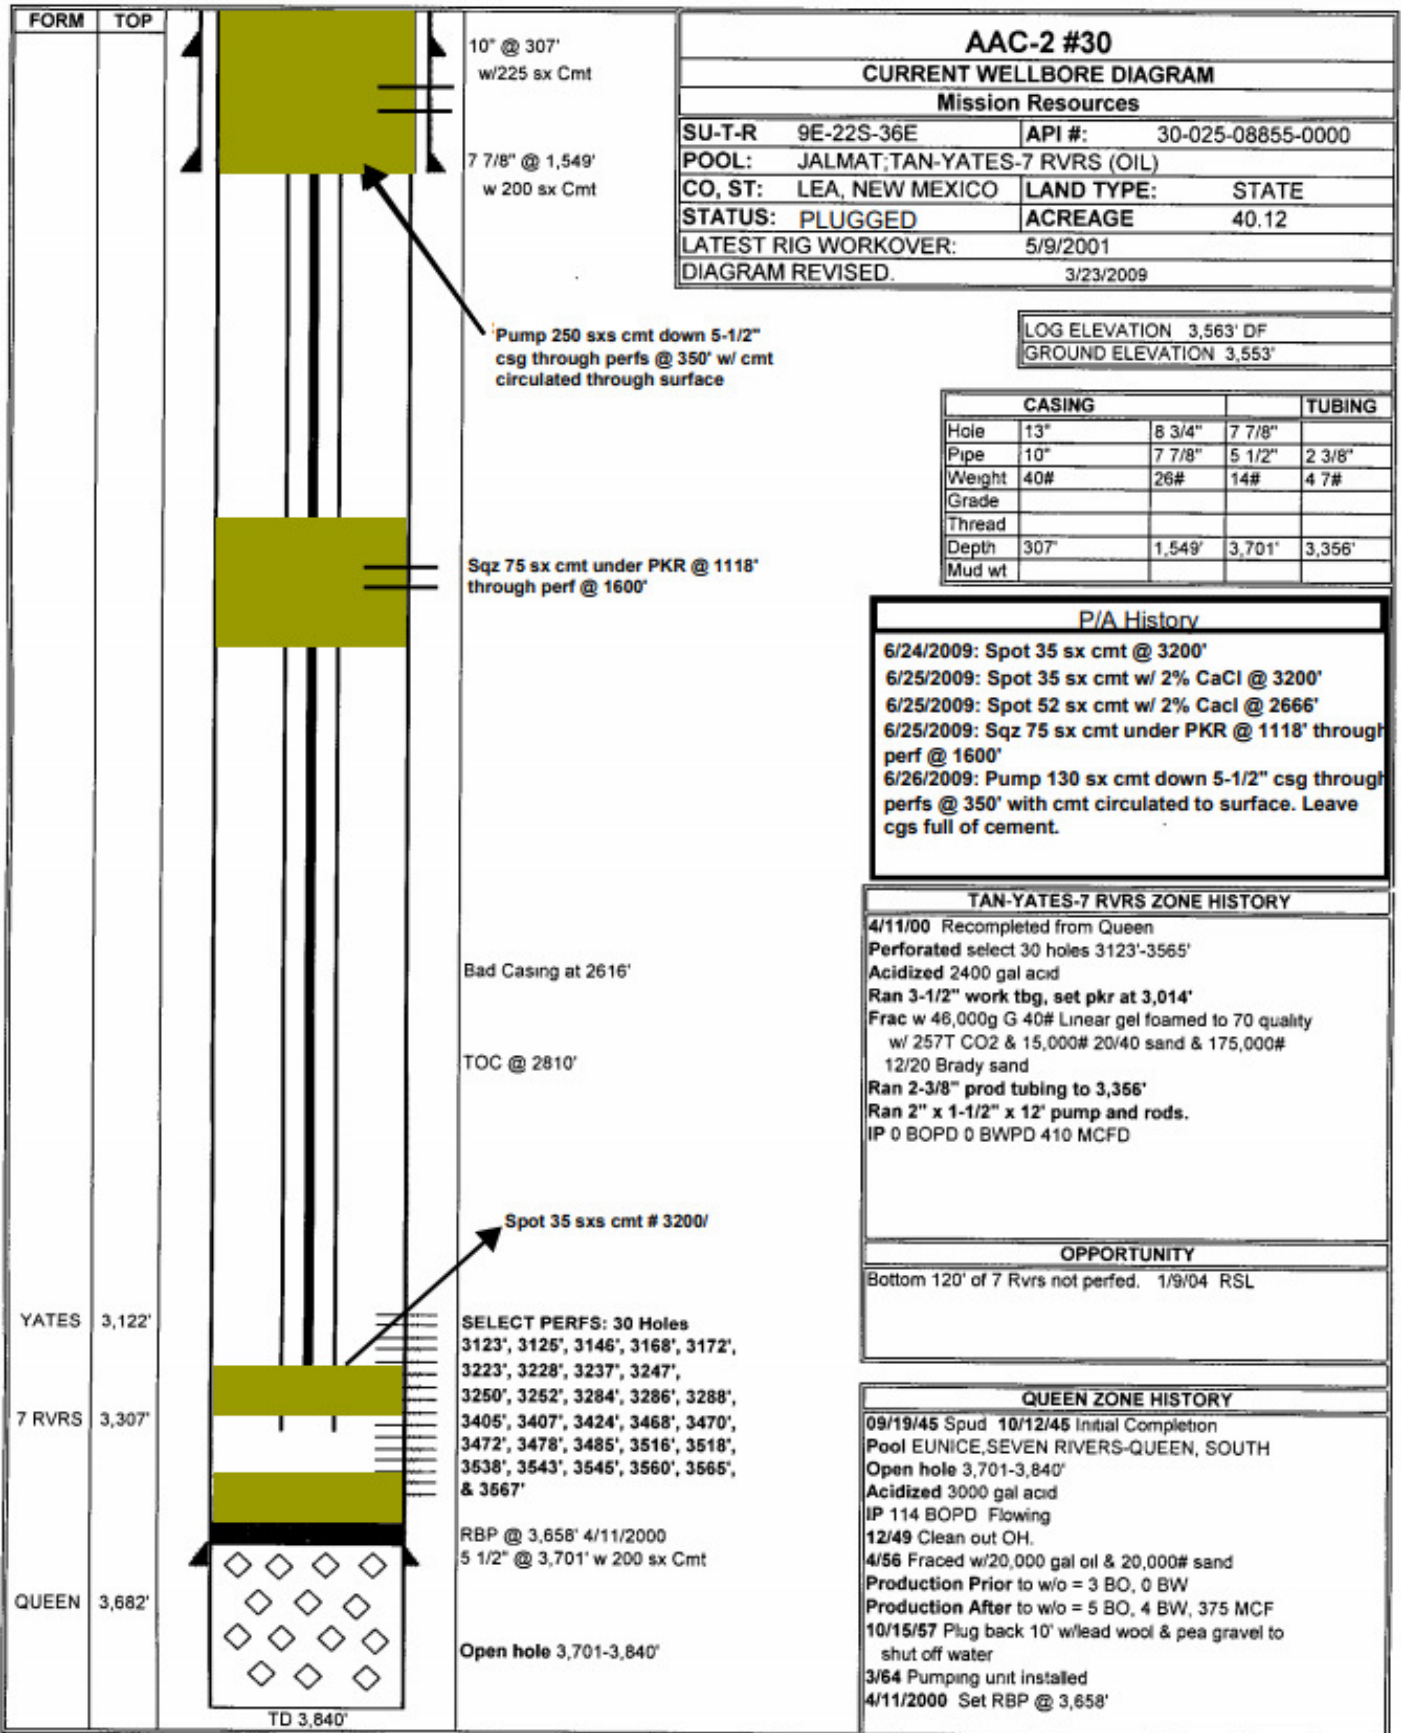 FORM TOP
10" @ 307'
w/225 sx Cmt
7 7/8" @ 1,549'
w 200 sx Cmt
Pump 250 sxs cmt down 5-1/2"
csg through perfs @ 350' w/ cmt
circulated through surface
Sqz 75 sx cmt under PKR @ 1118'
through perf @ 1600'
Bad Casing at 2616'
TOC @ 2810'
Spot 35 sxs cmt # 3200/
YATES 3,122'
7 RVRS 3,307'
QUEEN 3,682'
SELECT PERFS: 30 Holes
3123', 3125', 3146', 3168', 3172',
3223', 3228', 3237', 3247',
3250', 3252', 3284', 3286', 3288',
3405', 3407', 3424', 3468', 3470',
3472', 3478', 3485', 3516', 3518',
3538', 3543', 3545', 3560', 3565',
& 3567'
RBP @ 3,658' 4/11/2000
5 1/2" @ 3,701' w 200 sx Cmt
Open hole 3,701-3,840'
TD 3,840'
AAC-2 #30
CURRENT WELLBORE DIAGRAM
Mission Resources
SU-T-R 9E-22S-36E API #: 30-025-08855-0000
POOL: JALMAT;TAN-YATES-7 RVRS (OIL)
CO, ST: LEA, NEW MEXICO LAND TYPE: STATE
STATUS: PLUGGED ACREAGE 40.12
LATEST RIG WORKOVER: 5/9/2001
DIAGRAM REVISED. 3/23/2009
LOG ELEVATION 3,563' DF
GROUND ELEVATION 3,553'
CASING TUBING
Hole 13" 8 3/4" 7 7/8"
Pipe 10" 7 7/8" 5 1/2" 2 3/8"
Weight 40# 26# 14# 4 7#
Grade
Thread
Depth 307' 1,549' 3,701' 3,356'
Mud wt
P/A History
6/24/2009: Spot 35 sx cmt @ 3200'
6/25/2009: Spot 35 sx cmt w/ 2% CaCl @ 3200'
6/25/2009: Spot 52 sx cmt w/ 2% Cacl @ 2666'
6/25/2009: Sqz 75 sx cmt under PKR @ 1118' through
perf @ 1600'
6/26/2009: Pump 130 sx cmt down 5-1/2" csg through
perfs @ 350' with cmt circulated to surface. Leave
cgs full of cement.
TAN-YATES-7 RVRS ZONE HISTORY
4/11/00 Recompleted from Queen
Perforated select 30 holes 3123'-3565'
Acidized 2400 gal acid
Ran 3-1/2" work tbg, set pkr at 3,014'
Frac w 46,000g G 40# Linear gel foamed to 70 quality
w/ 257T CO2 & 15,000# 20/40 sand & 175,000#
12/20 Brady sand
Ran 2-3/8" prod tubing to 3,356'
Ran 2" x 1-1/2" x 12' pump and rods.
IP 0 BOPD 0 BWPD 410 MCFD
OPPORTUNITY
Bottom 120' of 7 Rvrs not perfed. 1/9/04 RSL
QUEEN ZONE HISTORY
09/19/45 Spud 10/12/45 Initial Completion
Pool EUNICE,SEVEN RIVERS-QUEEN, SOUTH
Open hole 3,701-3,840'
Acidized 3000 gal acid
IP 114 BOPD Flowing
12/49 Clean out OH.
4/56 Fraced w/20,000 gal oil & 20,000# sand
Production Prior to w/o = 3 BO, 0 BW
Production After to w/o = 5 BO, 4 BW, 375 MCF
10/15/57 Plug back 10' w/lead wool & pea gravel to
shut off water
3/64 Pumping unit installed
4/11/2000 Set RBP @ 3,658'